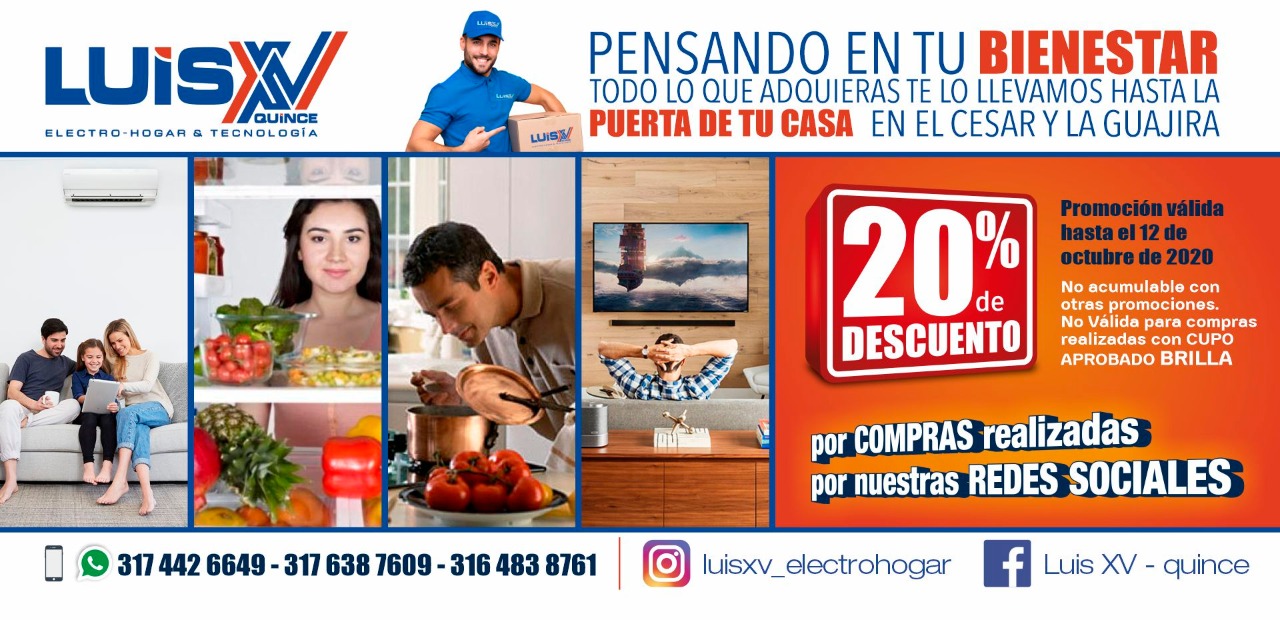 LUiSXV
QUiNCE
ELECTRO-HOGAR & TECNOLOGÍA
PENSANDO EN TU BIENESTAR
TODO LO QUE ADQUIERAS TE LO LLEVAMOS HASTA LA
PUERTA DE TU CASA EN EL CESAR Y LA GUAJIRA
LUiSXV
20%
de
DESCUENTO
Promoción válida
hasta el 12 de
octubre de 2020
No acumulable con
otras promociones.
No Válida para compras
realizadas con CUPO
APROBADO BRILLA
por COMPRAS realizadas
por nuestras REDES SOCIALES
317 442 6649 - 317 638 7609 - 316 483 8761
luisxv_electrohogar
Luis XV - quince